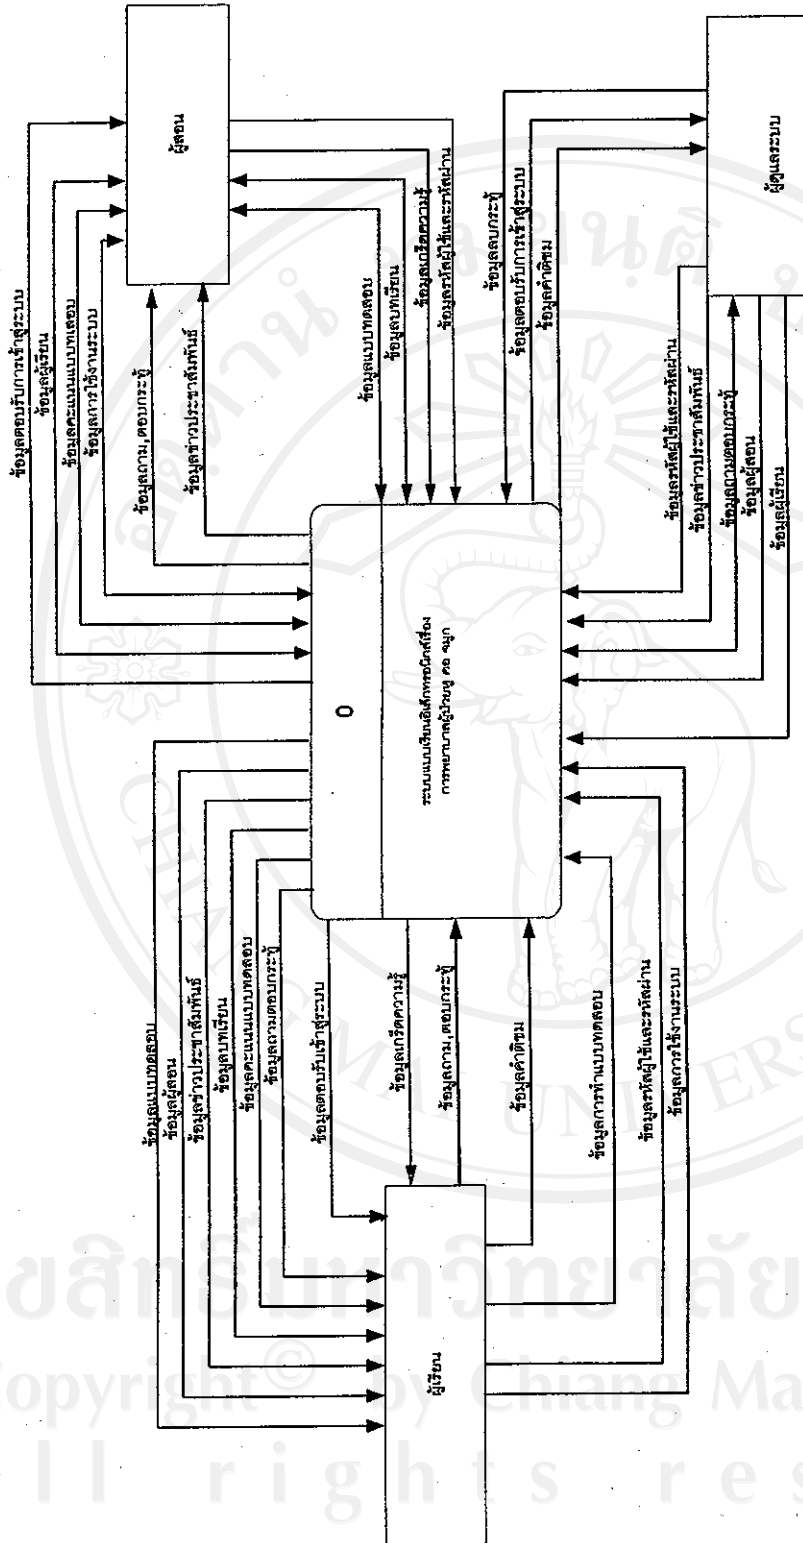 ผู้สอน
ข้อมูลตอบรับการเข้าสู่ระบบ
ข้อมูลผู้เรียน
ข้อมูลคะแนนแบบทดสอบ
ข้อมูลการใช้งานระบบ
ข้อมูลถาม,ตอบกระทู้
ข้อมูลข่าวประชาสัมพันธ์
ข้อมูลแบบทดสอบ
ข้อมูลบทเรียน
ข้อมูลเกร็ดความรู้
ข้อมูลรหัสผู้ใช้และรหัสผ่าน
ผู้ดูแลระบบ
ข้อมูลลบกระทู้
ข้อมูลตอบรับการเข้าสู่ระบบ
ข้อมูลคำติชม
ข้อมูลรหัสผู้ใช้และรหัสผ่าน
ข้อมูลข่าวประชาสัมพันธ์
ข้อมูลถามตอบกระทู้
ข้อมูลผู้สอน
ข้อมูลผู้เรียน
0
ระบบแบบเรียนอิเล็กทรอนิกส์เรื่อง
การพยาบาลผู้ป่วยหู คอ จมูก
ข้อมูลแบบทดสอบ
ข้อมูลผู้สอน
ข้อมูลข่าวประชาสัมพันธ์
ข้อมูลบทเรียน
ข้อมูลคะแนนแบบทดสอบ
ข้อมูลถามตอบกระทู้
ข้อมูลตอบรับเข้าสู่ระบบ
ข้อมูลเกร็ดความรู้
ข้อมูลถาม,ตอบกระทู้
ข้อมูลคำติชม
ข้อมูลการทำแบบทดสอบ
ข้อมูลรหัสผู้ใช้และรหัสผ่าน
ข้อมูลการใช้งานระบบ
ผู้เรียน
CHIANG MAI UNIVERS
ขสิทธิ์มหาวิทยาลัย
opyright© by Chiang Ma
ll rights res